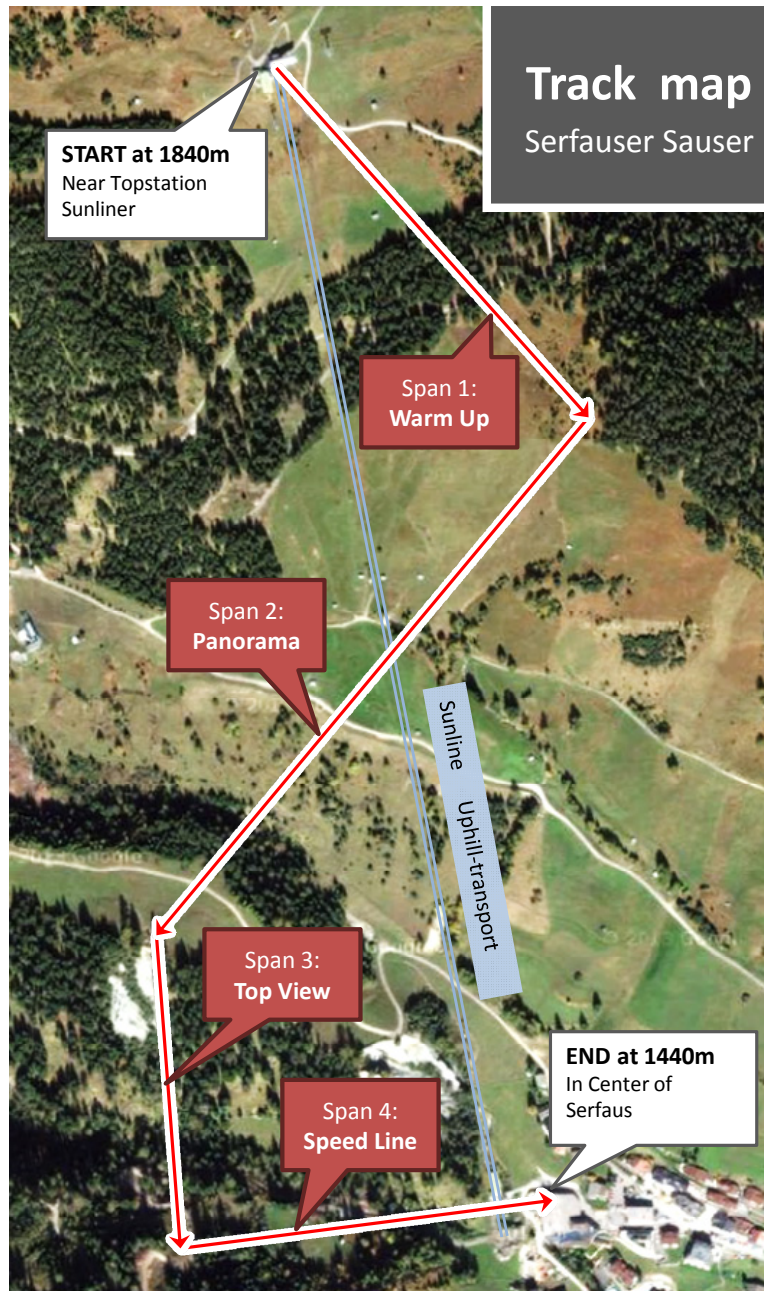 Track map
Serfauser Sauser
START at 1840m
Near Topstation
Sunliner
Span 1:
Warm Up
Span 2:
Panorama
Sunline Uphill-transport
Span 3:
Top View
END at 1440m
In Center of
Serfaus
Span 4:
Speed Line